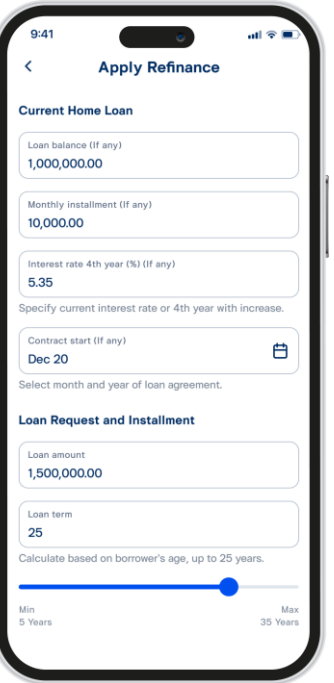 9:41
Apply Refinance
Current Home Loan
Loan balance (If any)
1,000,000.00
Monthly installment (If any)
10,000.00
Interest rate 4th year (%) (If any)
5.35
Specify current interest rate or 4th year with increase.
Contract start (If any)
Dec 20
Select month and year of loan agreement.
Loan Request and Installment
Loan amount
1,500,000.00
Loan term
25
Calculate based on borrower's age, up to 25 years.
Min
Max
5 Years
35 Years